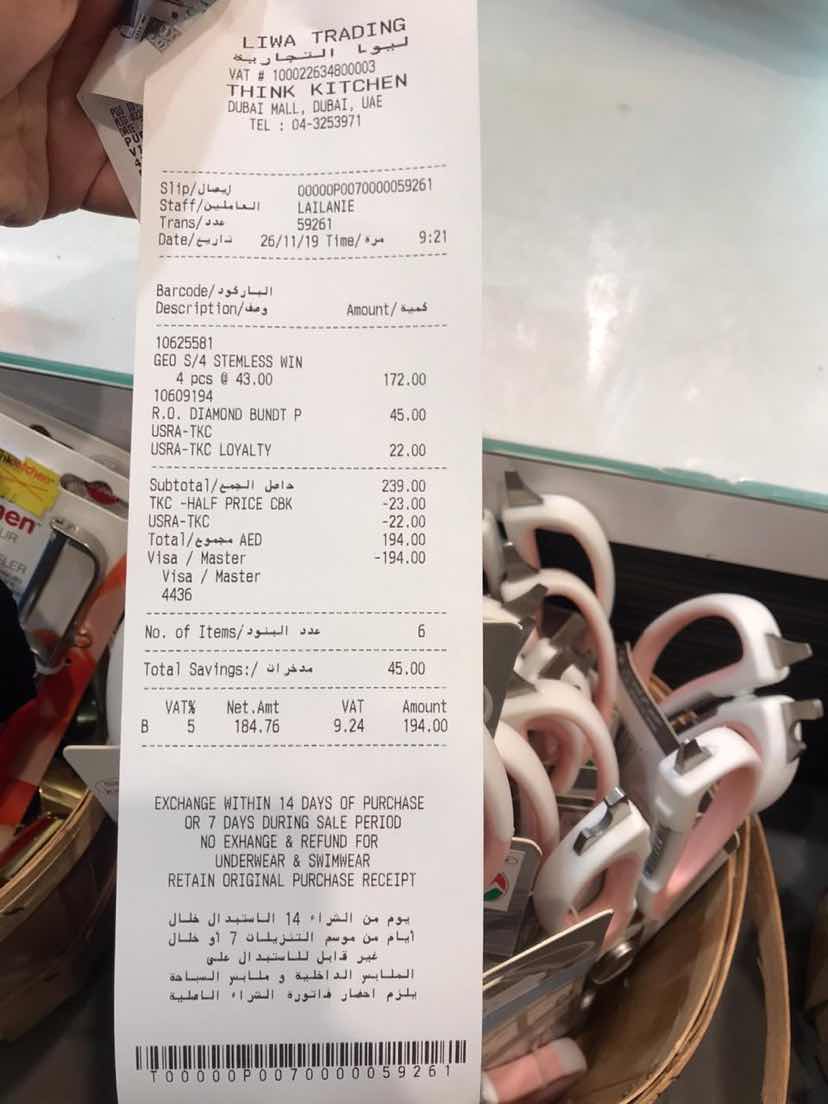 LIWA TRADING
ليوا التجارية
VAT # 100022634800003
THINK KITCHEN
DUBAI MALL, DUBAI, UAE
TEL : 04-3253971
Slip/إيصال 00000P0070000059261
Staff/العاملين LAILANIE
Trans/عدد 59261
Date/تاريخ 26/11/19 Time/مرة 9:21
Barcode/الباركود
Description/وصف Amount/كمية
10625581
GEO S/4 STEMLESS WIN
4 pcs @ 43.00 172.00
10609194
R.O. DIAMOND BUNDT P 45.00
USRA-TKC
USRA-TKC LOYALTY 22.00
Subtotal/حاصل الجمع 239.00
TKC -HALF PRICE CBK -23.00
USRA-TKC -22.00
Total/مجموع AED 194.00
Visa / Master -194.00
Visa / Master
4436
No. of Items/عدد البنود 6
Total Savings:/مدخرات 45.00
VAT% Net.Amt VAT Amount
B 5 184.76 9.24 194.00
EXCHANGE WITHIN 14 DAYS OF PURCHASE
OR 7 DAYS DURING SALE PERIOD
NO EXHANGE & REFUND FOR
UNDERWEAR & SWIMWEAR
RETAIN ORIGINAL PURCHASE RECEIPT
يوم من الشراء 14 الاستبدال خلال
أيام من موسم التنزيلات 7 أو خلال
غير قابل للاستبدال على
الملابس الداخلية و ملابس السباحة
يلزم احضار فاتورة الشراء الاصلية
T00000P0070000059261